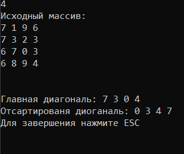 4
Исходный массив:
7 1 9 6
7 3 2 3
6 7 0 3
6 8 9 4
Главная диагональ: 7 3 0 4
Отсартированя диоганаль: 0 3 4 7
Для завершения нажмите ESC